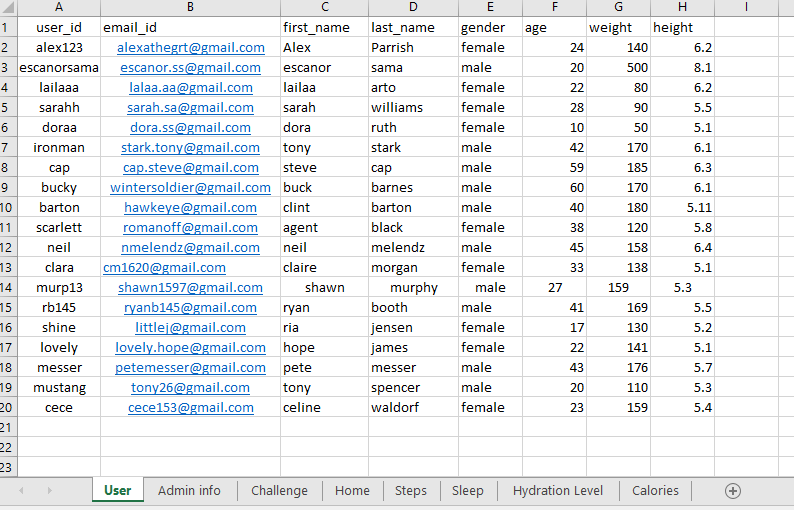 A B C D E F G H I
1 user_id email_id first_name last_name gender age weight height
2 alex123 alexathegrt@gmail.com Alex Parrish female 24 140 6.2
3 escanorsama escanor.ss@gmail.com escanor sama male 20 500 8.1
4 lailaaa lalaa.aa@gmail.com lailaa arto female 22 80 6.2
5 sarahh sarah.sa@gmail.com sarah williams female 28 90 5.5
6 doraa dora.ss@gmail.com dora ruth female 10 50 5.1
7 ironman stark.tony@gmail.com tony stark male 42 170 6.1
8 cap cap.steve@gmail.com steve cap male 59 185 6.3
9 bucky wintersoldier@gmail.com buck barnes male 60 170 6.1
10 barton hawkeye@gmail.com clint barton male 40 180 5.11
11 scarlett romanoff@gmail.com agent black female 38 120 5.8
12 neil nmelendz@gmail.com neil melendz male 45 158 6.4
13 clara cm1620@gmail.com claire morgan female 33 138 5.1
14 murp13 shawn1597@gmail.com shawn murphy male 27 159 5.3
15 rb145 ryanb145@gmail.com ryan booth male 41 169 5.5
16 shine littlej@gmail.com ria jensen female 17 130 5.2
17 lovely lovely.hope@gmail.com hope james female 22 141 5.1
18 messer petemesser@gmail.com pete messer male 43 176 5.7
19 mustang tony26@gmail.com tony spencer male 20 110 5.3
20 cece cece153@gmail.com celine waldorf female 23 159 5.4
21
22
23
User Admin info Challenge Home Steps Sleep Hydration Level Calories